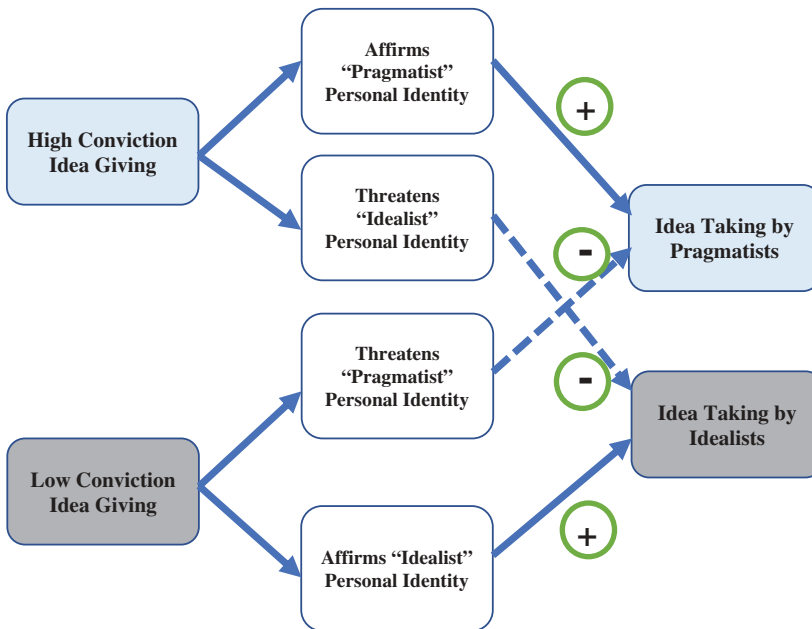 Affirms
“Pragmatist”
Personal Identity
+
High Conviction
Idea Giving
Threatens
“Idealist”
Personal Identity
Idea Taking by
Pragmatists
-
Threatens
“Pragmatist”
Personal Identity
-
Idea Taking by
Idealists
Low Conviction
Idea Giving
+
Affirms “Idealist”
Personal Identity